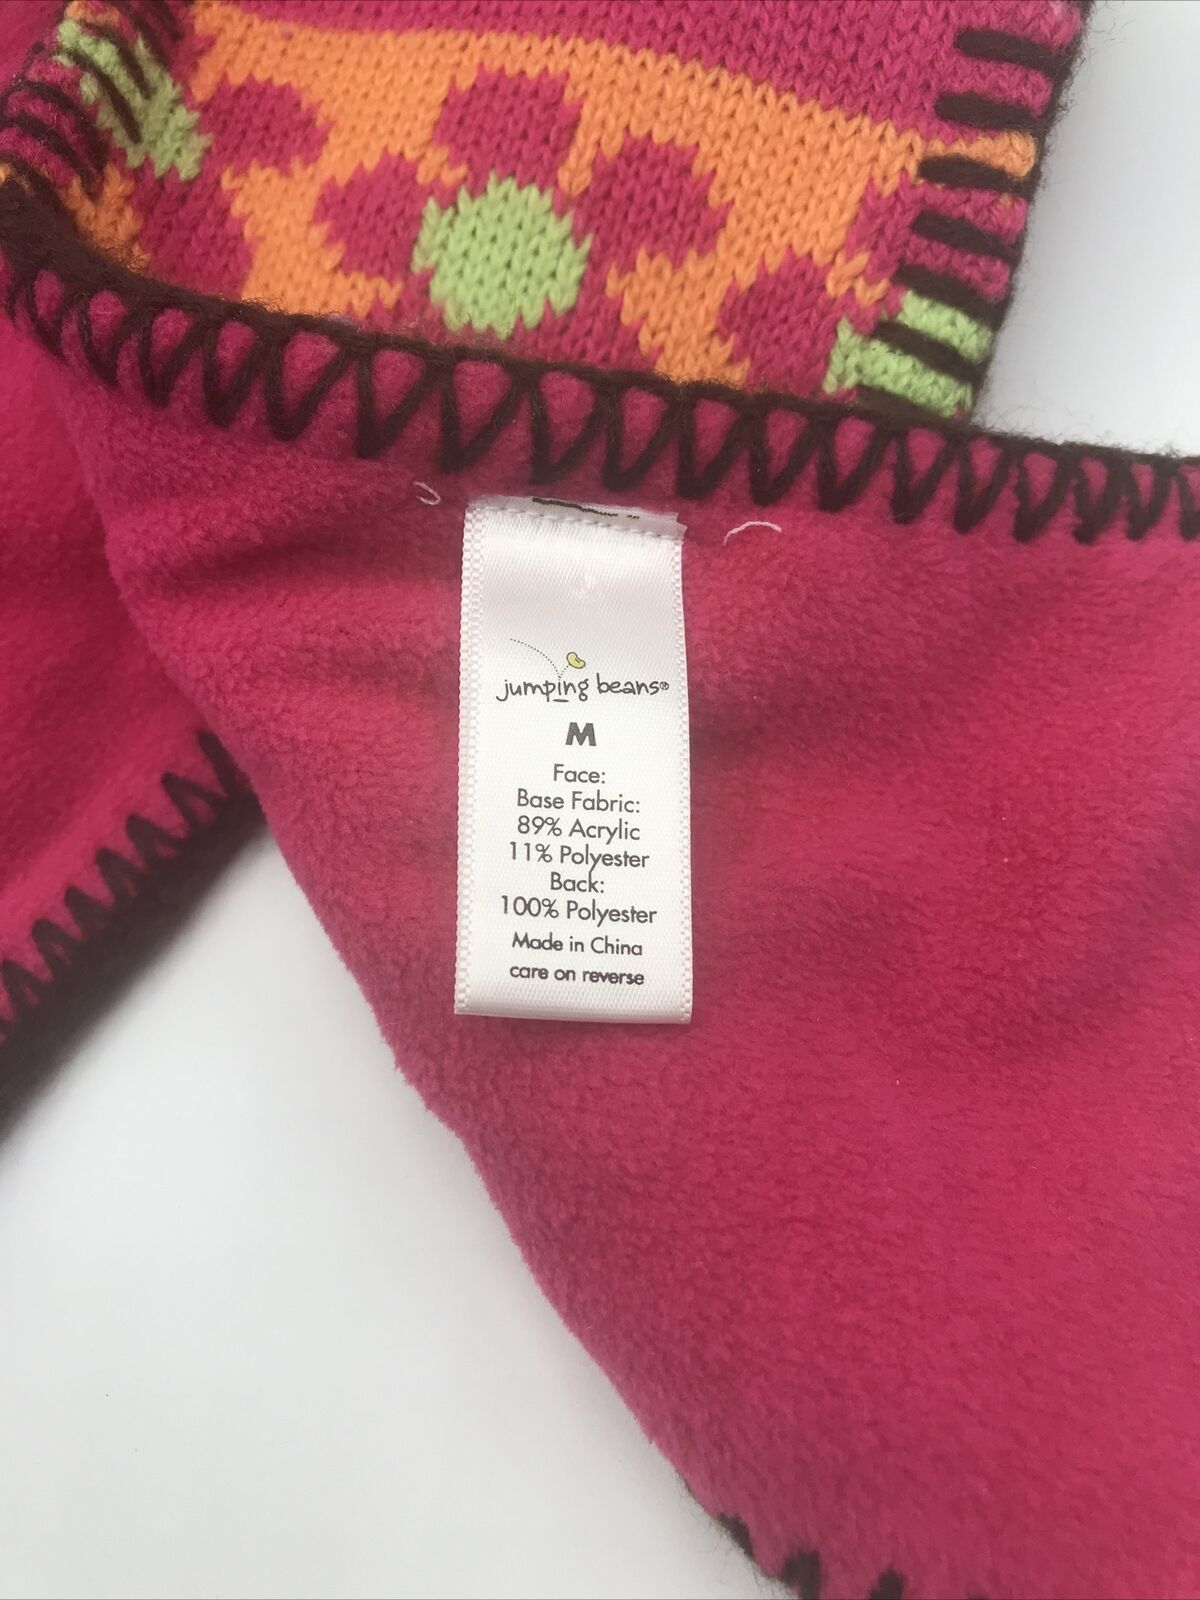 jumping beans®
M
Face:
Base Fabric:
89% Acrylic
11% Polyester
Back:
100% Polyester
Made in China
care on reverse